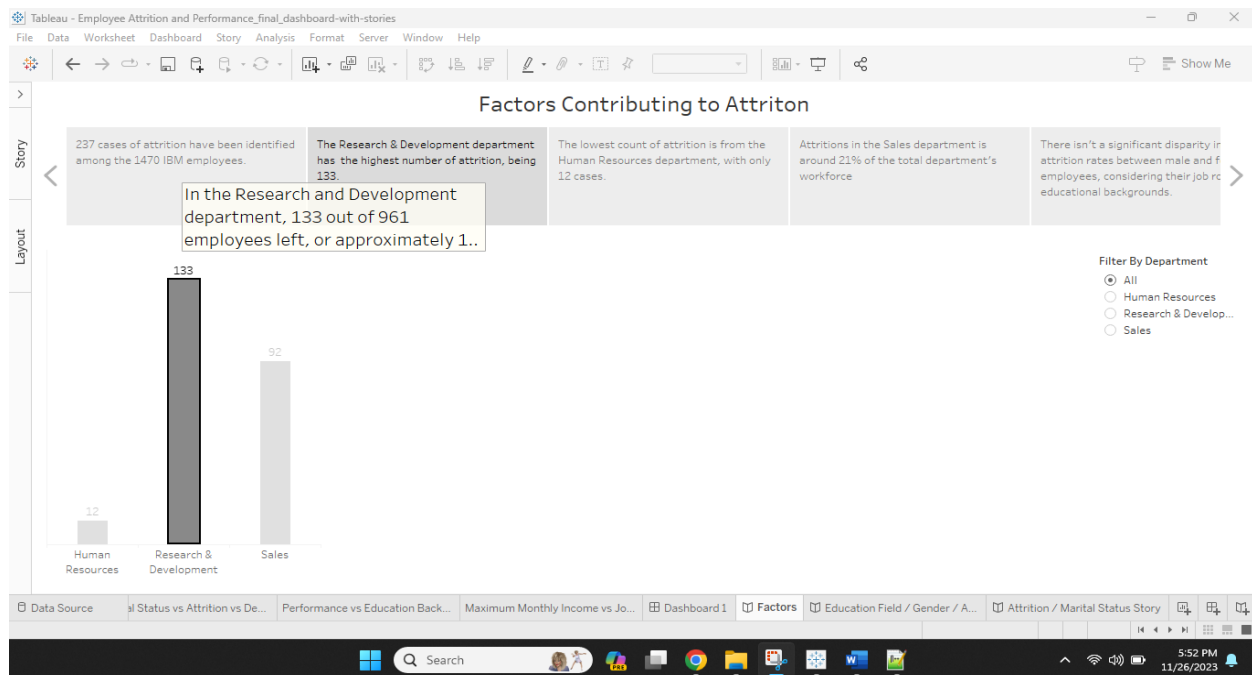 Tableau - Employee Attrition and Performance_final_dashboard-with-stories
File Data Worksheet Dashboard Story Analysis Format Server Window Help
Show Me
Story
Layout
Factors Contributing to Attriton
237 cases of attrition have been identified
among the 1470 IBM employees.
The Research & Development department
has the highest number of attrition, being
133.
The lowest count of attrition is from the
Human Resources department, with only
12 cases.
Attritions in the Sales department is
around 21% of the total department's
workforce
There isn't a significant disparity in
attrition rates between male and f
employees, considering their job ro
educational backgrounds.
In the Research and Development
department, 133 out of 961
employees left, or approximately 1..
Filter By Department
All
Human Resources
Research & Develop...
Sales
133
92
12
Human
Resources
Research &
Development
Sales
Data Source al Status vs Attrition vs De... Performance vs Education Back... Maximum Monthly Income vs Jo... Dashboard 1 Factors Education Field / Gender / A... Attrition / Marital Status Story
Search
PRE
5:52 PM
11/26/2023